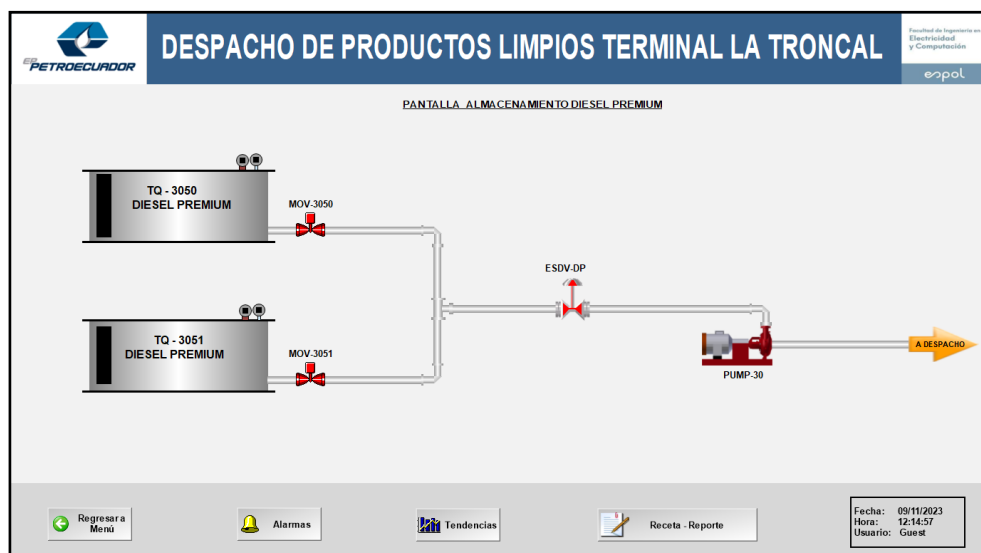 EP PETROECUADOR
DESPACHO DE PRODUCTOS LIMPIOS TERMINAL LA TRONCAL
Facultad de Ingeniería en
Electricidad
y Computación
espol
PANTALLA ALMACENAMIENTO DIESEL PREMIUM
TQ - 3050
DIESEL PREMIUM
MOV-3050
ESDV-DP
TQ - 3051
DIESEL PREMIUM
MOV-3051
A DESPACHO
PUMP-30
Regresar a
Menú
Alarmas
Tendencias
Receta - Reporte
Fecha: 09/11/2023
Hora: 12:14:57
Usuario: Guest